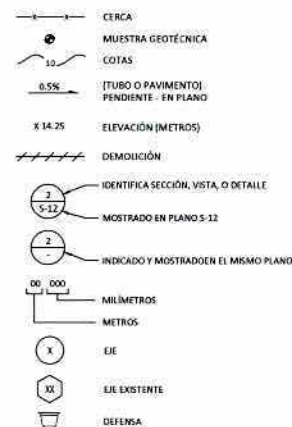 x x CERCA
MUESTRA GEOTÉCNICA
10 COTAS
0.5% (TUBO O PAVIMENTO)
PENDIENTE - EN PLANO
X 14.25 ELEVACIÓN (METROS)
DEMOLICIÓN
2 IDENTIFICA SECCIÓN, VISTA, O DETALLE
S-12 MOSTRADO EN PLANO S-12
2
- INDICADO Y MOSTRADOEN EL MISMO PLANO
00 000
MILÍMETROS
METROS
X EJE
XX EJE EXISTENTE
DEFENSA